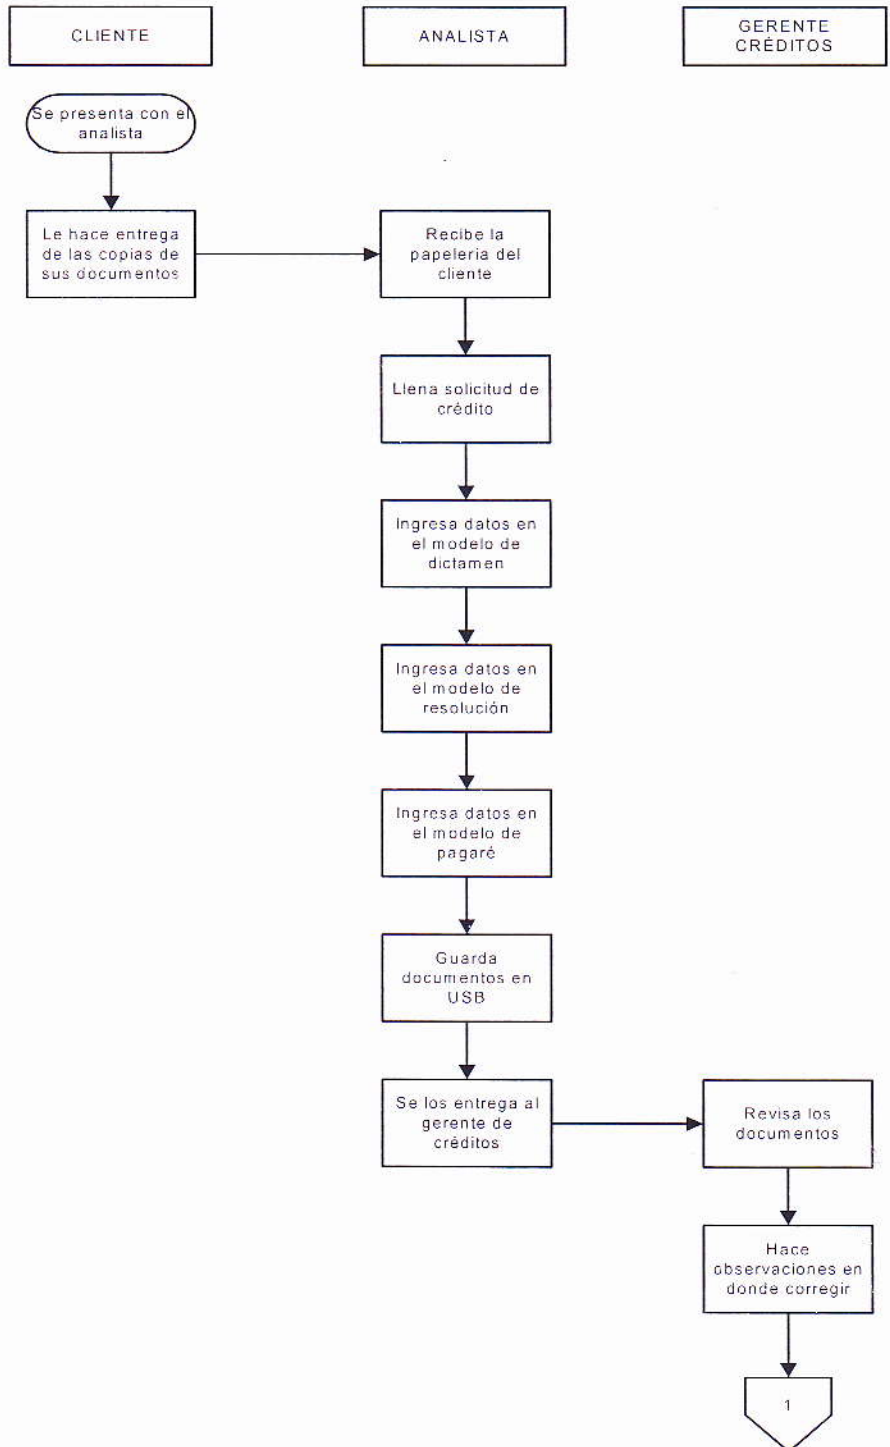 CLIENTE
ANALISTA
GERENTE
CRÉDITOS
Se presenta con el
analista
Le hace entrega
de las copias de
sus documentos
Recibe la
papeleria del
cliente
Llena solicitud de
crédito
Ingresa datos en
el modelo de
dictamen
Ingresa datos en
el modelo de
resolución
Ingresa datos en
el modelo de
pagaré
Guarda
documentos en
USB
Se los entrega al
gerente de
créditos
Revisa los
documentos
Hace
observaciones en
donde corregir
1